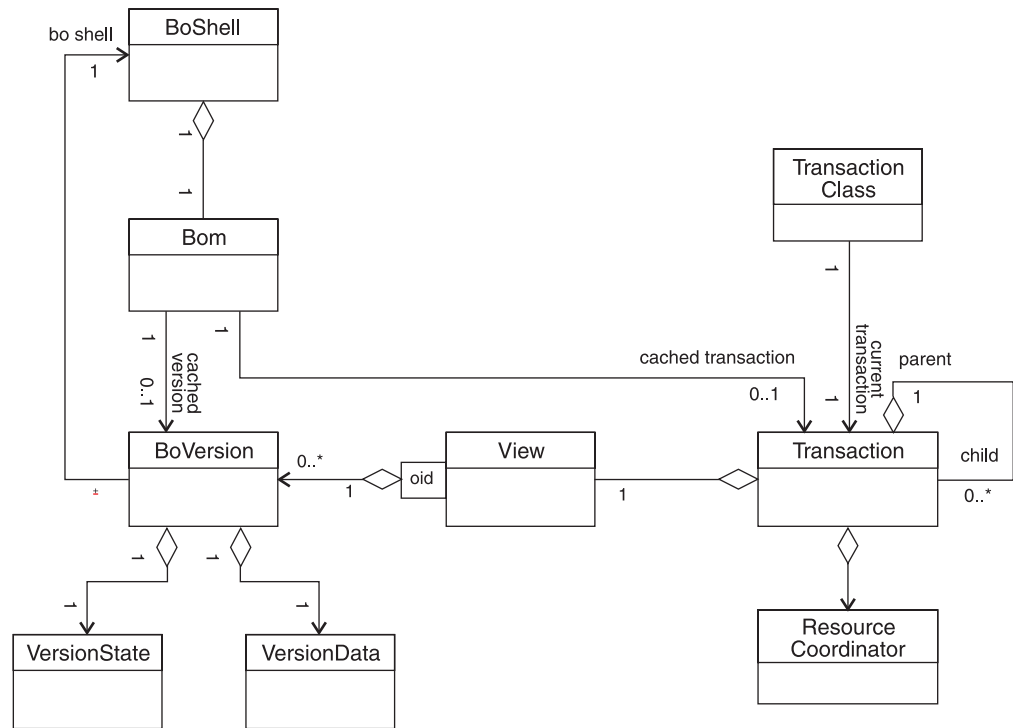 BoShell
bo shell
1
1
1
Bom
Transaction
Class
1
1
1
cached
version
0..1
cached transaction
0..1
current
transaction
1
parent
1
BoVersion
±
0..*
1
oid
View
1
Transaction
child
0..*
1
1
1
1
VersionState
VersionData
Resource
Coordinator